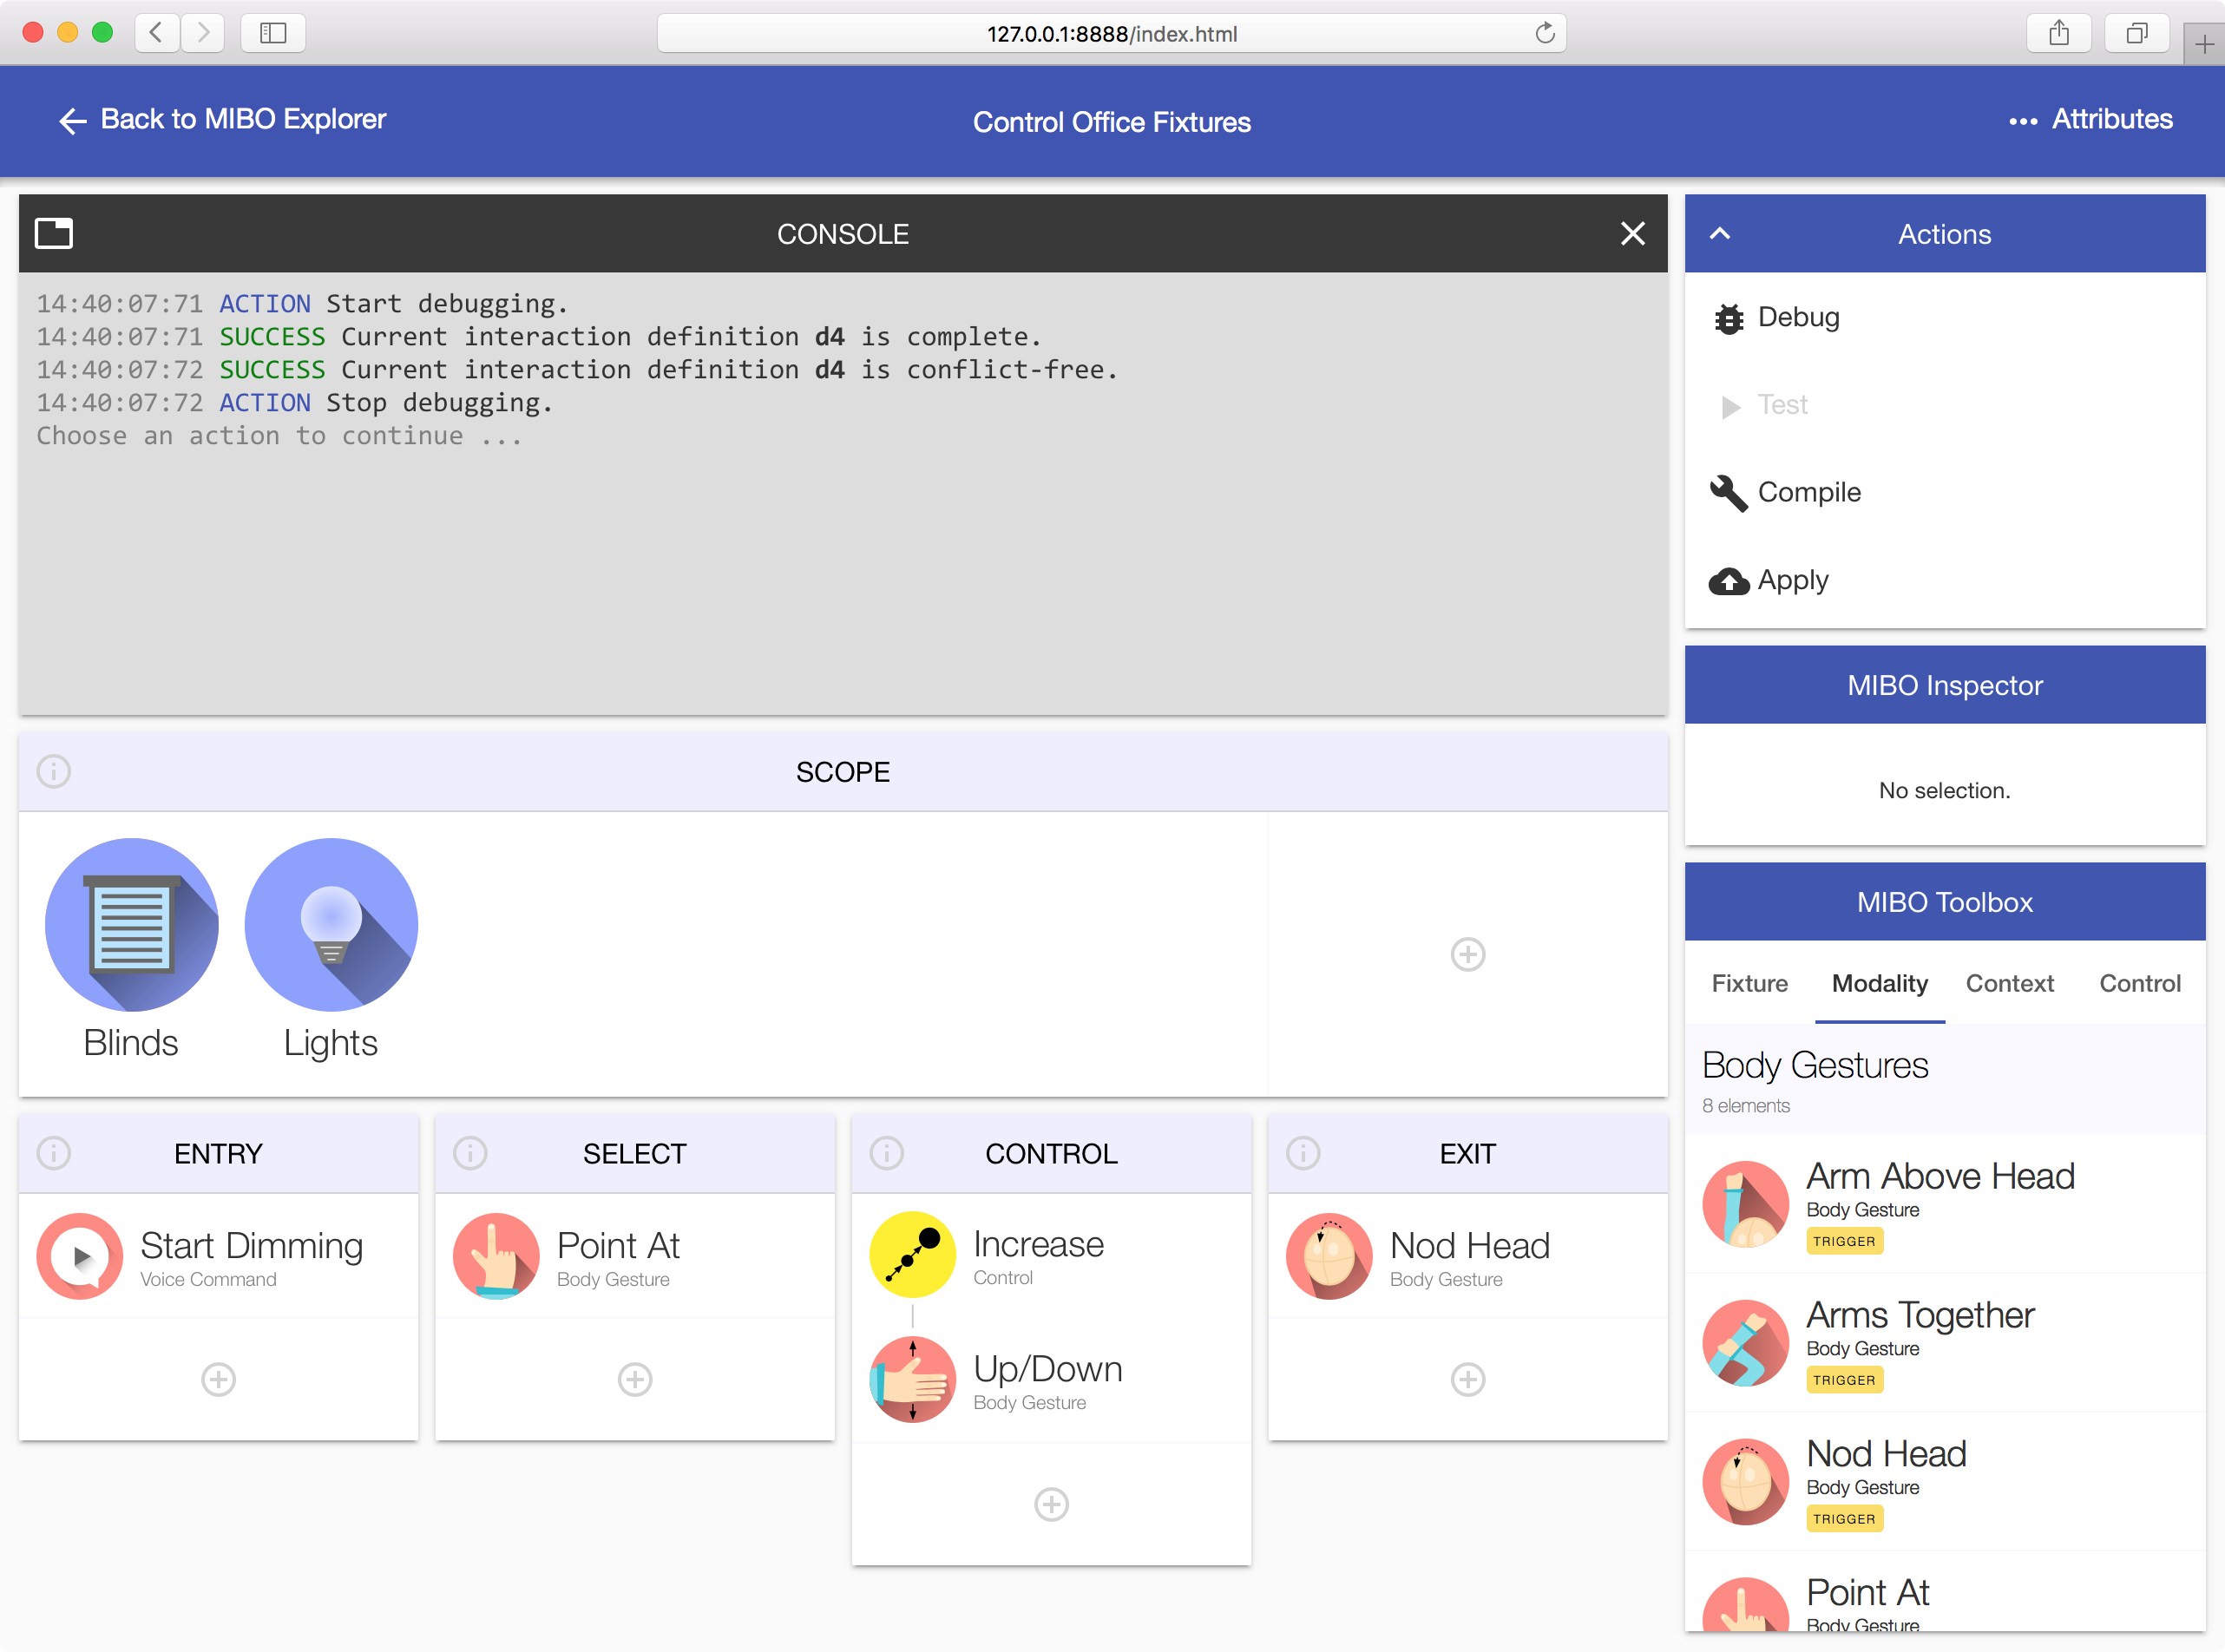 127.0.0.1:8888/index.html
Back to MIBO Explorer
Control Office Fixtures
Attributes
CONSOLE
14:40:07:71 ACTION Start debugging.
14:40:07:71 SUCCESS Current interaction definition d4 is complete.
14:40:07:72 SUCCESS Current interaction definition d4 is conflict-free.
14:40:07:72 ACTION Stop debugging.
Choose an action to continue ...
Actions
Debug
Test
Compile
Apply
MIBO Inspector
No selection.
SCOPE
Blinds
Lights
ENTRY
Start Dimming
Voice Command
SELECT
Point At
Body Gesture
CONTROL
Increase
Control
Up/Down
Body Gesture
EXIT
Nod Head
Body Gesture
MIBO Toolbox
Fixture Modality Context Control
Body Gestures
8 elements
Arm Above Head
Body Gesture
TRIGGER
Arms Together
Body Gesture
TRIGGER
Nod Head
Body Gesture
TRIGGER
Point At
Body Gesture